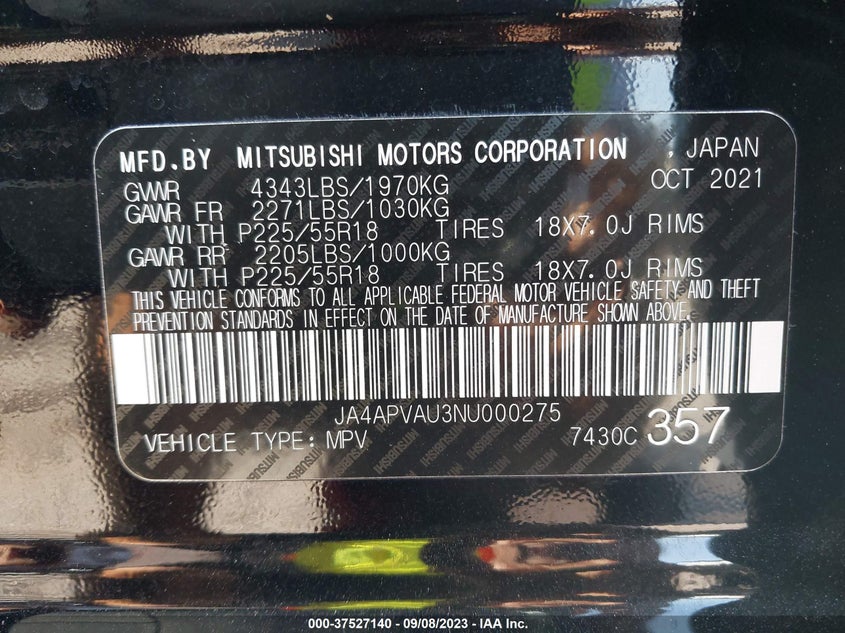 MFD.BY MITSUBISHI MOTORS CORPORATION , JAPAN
GVWR 4343LBS/1970KG OCT 2021
GAWR FR 2271LBS/1030KG
WITH P225/55R18 TIRES 18X7.0J RIMS
GAWR RR 2205LBS/1000KG
WITH P225/55R18 TIRES 18X7.0J RIMS
THIS VEHICLE CONFORMS TO ALL APPLICABLE FEDERAL MOTOR VEHICLE SAFETY AND THEFT
PREVENTION STANDARDS IN EFFECT ON THE DATE OF MANUFACTURE SHOWN ABOVE.
JA4APVAU3NU000275
VEHICLE TYPE: MPV 7430C 357
000-37527140 - 09/08/2023 - IAA Inc.